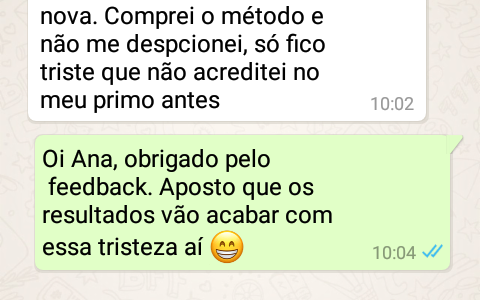 nova. Comprei o método e
não me despcionei, só fico
triste que não acreditei no
meu primo antes
10:02
Oi Ana, obrigado pelo
feedback. Aposto que os
resultados vão acabar com
essa tristeza aí 😄
10:04